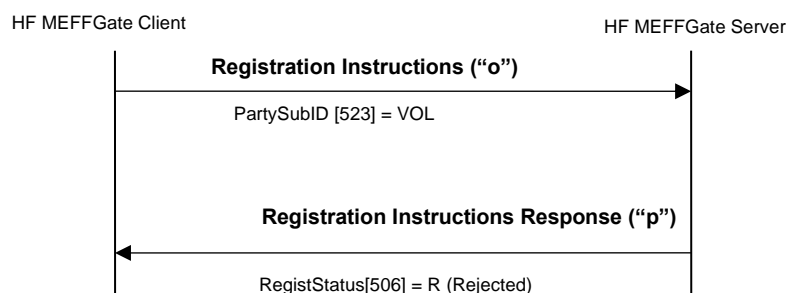 HF MEFFGate Client
HF MEFFGate Server
Registration Instructions (“o”)
PartySubID [523] = VOL
Registration Instructions Response (“p”)
RegistStatus[506] = R (Rejected)